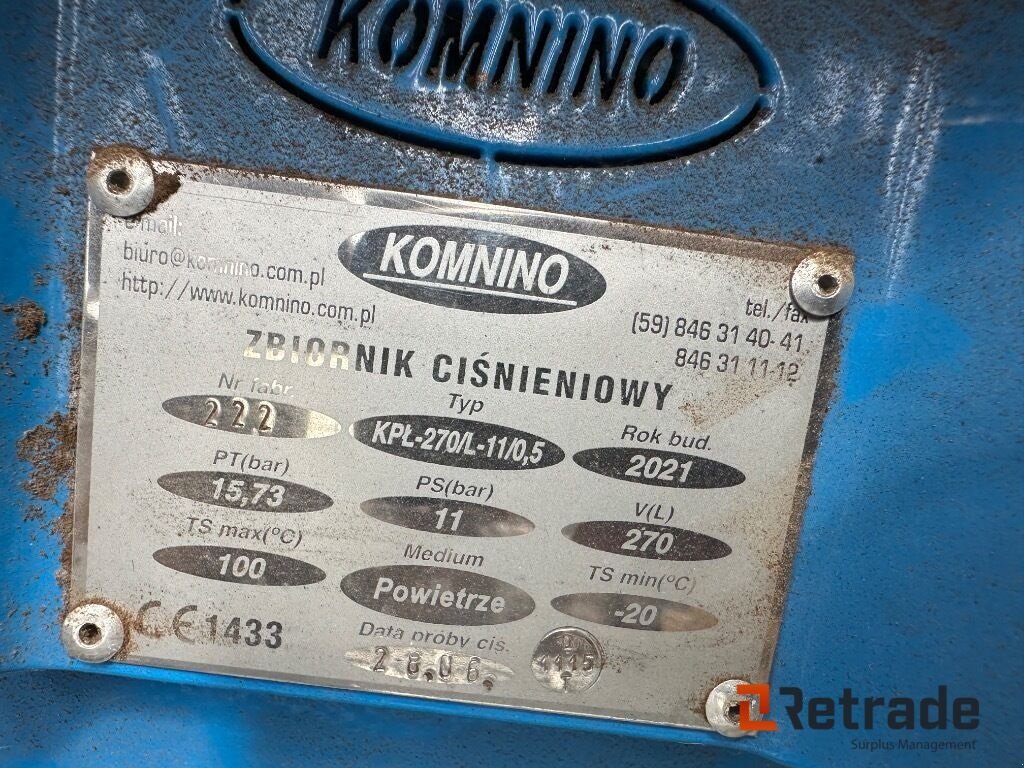 KOMNINO
e-mail:
biuro@komnino.com.pl
http://www.komnino.com.pl
KOMNINO
tel./fax
(59) 846 31 40-41
846 31 11-12
ZBIORNIK CIŚNIENIOWY
Nr fabr.
222
Typ
KPŁ-270/L-11/0,5
Rok bud.
2021
PT(bar)
15,73
PS(bar)
11
V(L)
270
TS max(°C)
100
Medium
Powietrze
TS min(°C)
-20
CE 1433
Data próby ciś.
28.06.
Retrade
Surplus Management